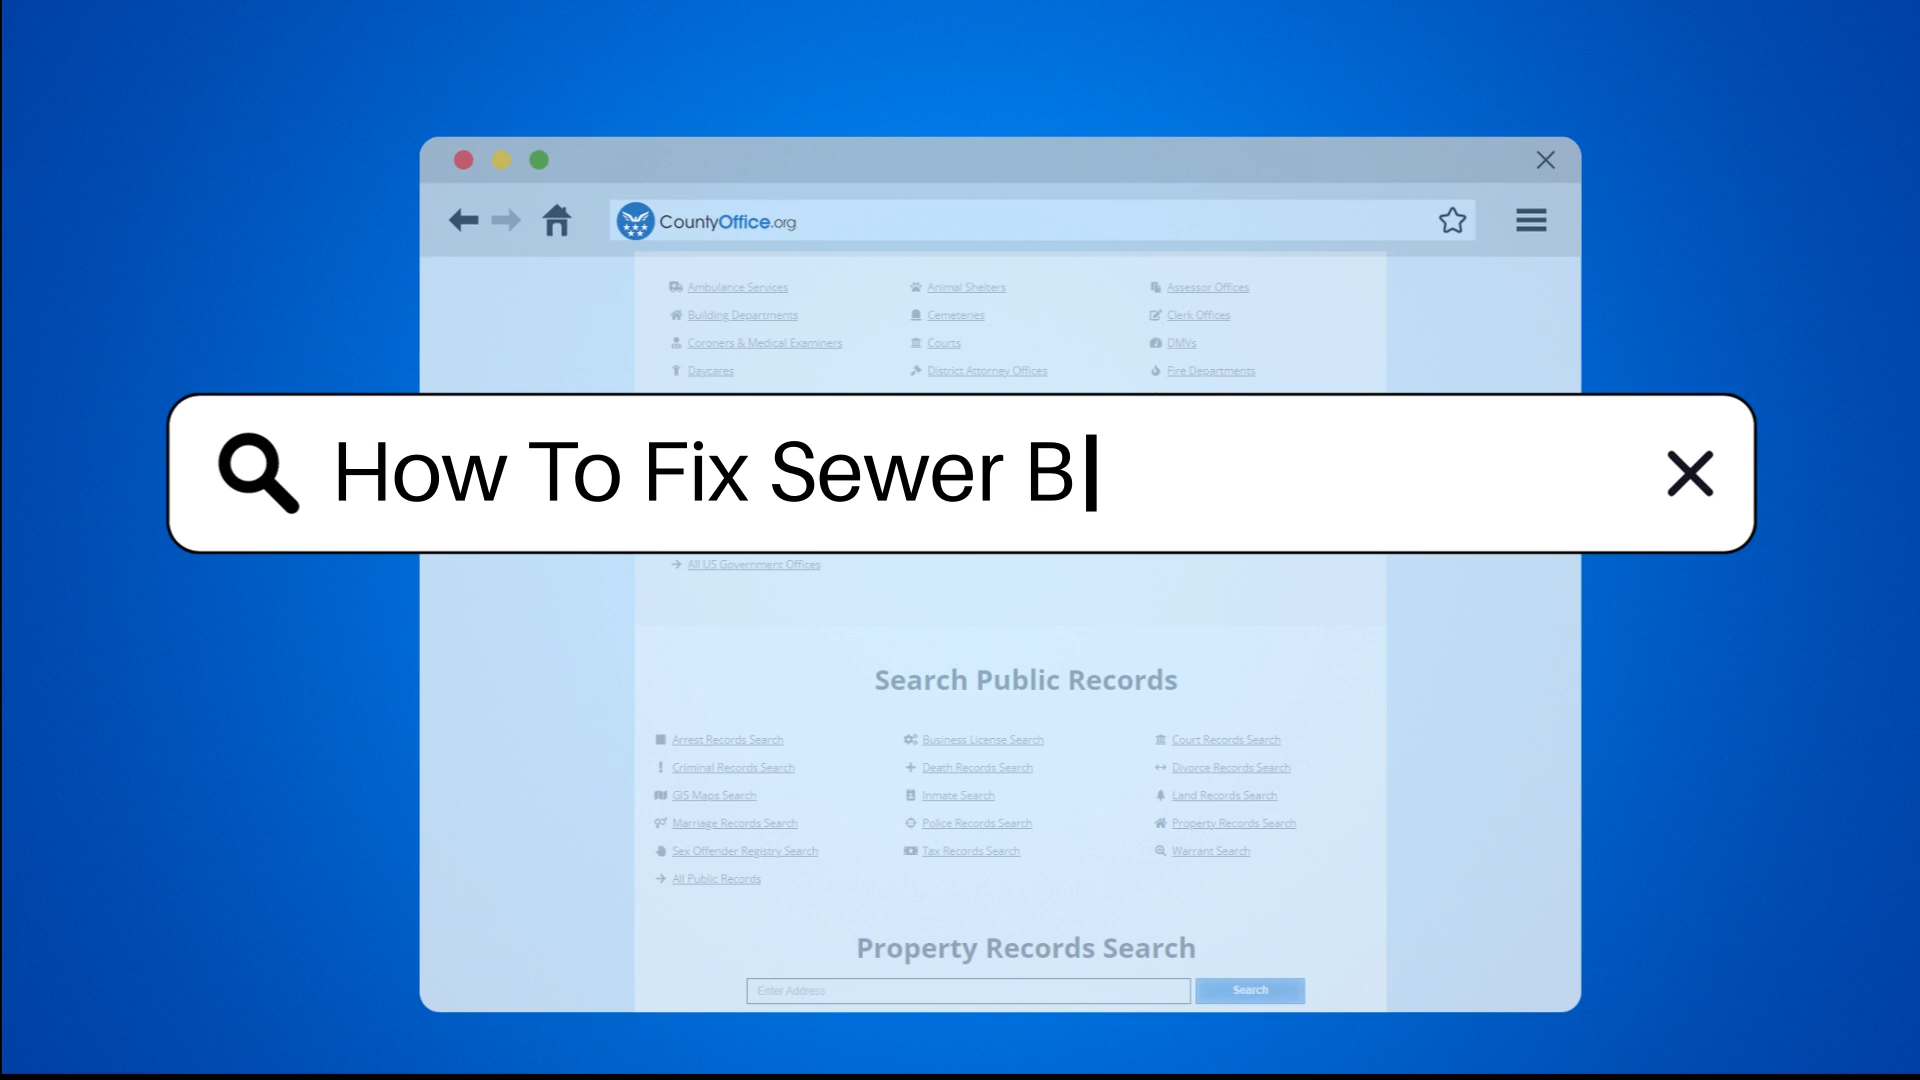 CountyOffice.org
Ambulance Services Animal Shelters Assessor Offices
Building Departments Cemeteries Clerk Offices
Coroners & Medical Examiners Courts DMVs
Daycares District Attorney Offices Fire Departments
How To Fix Sewer B
All US Government Offices
Search Public Records
Arrest Records Search Business License Search Court Records Search
Criminal Records Search Death Records Search Divorce Records Search
GIS Maps Search Inmate Search Land Records Search
Marriage Records Search Police Records Search Property Records Search
Sex Offender Registry Search Tax Records Search Warrant Search
All Public Records
Property Records Search
Enter Address Search